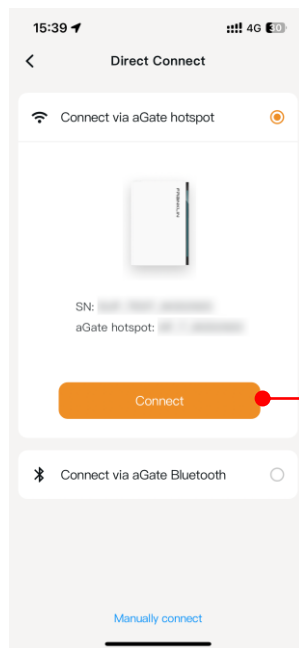 15:39
4G 30
Direct Connect
Connect via aGate hotspot
FRANKLIN
SN:
aGate hotspot:
Connect
Connect via aGate Bluetooth
Manually connect